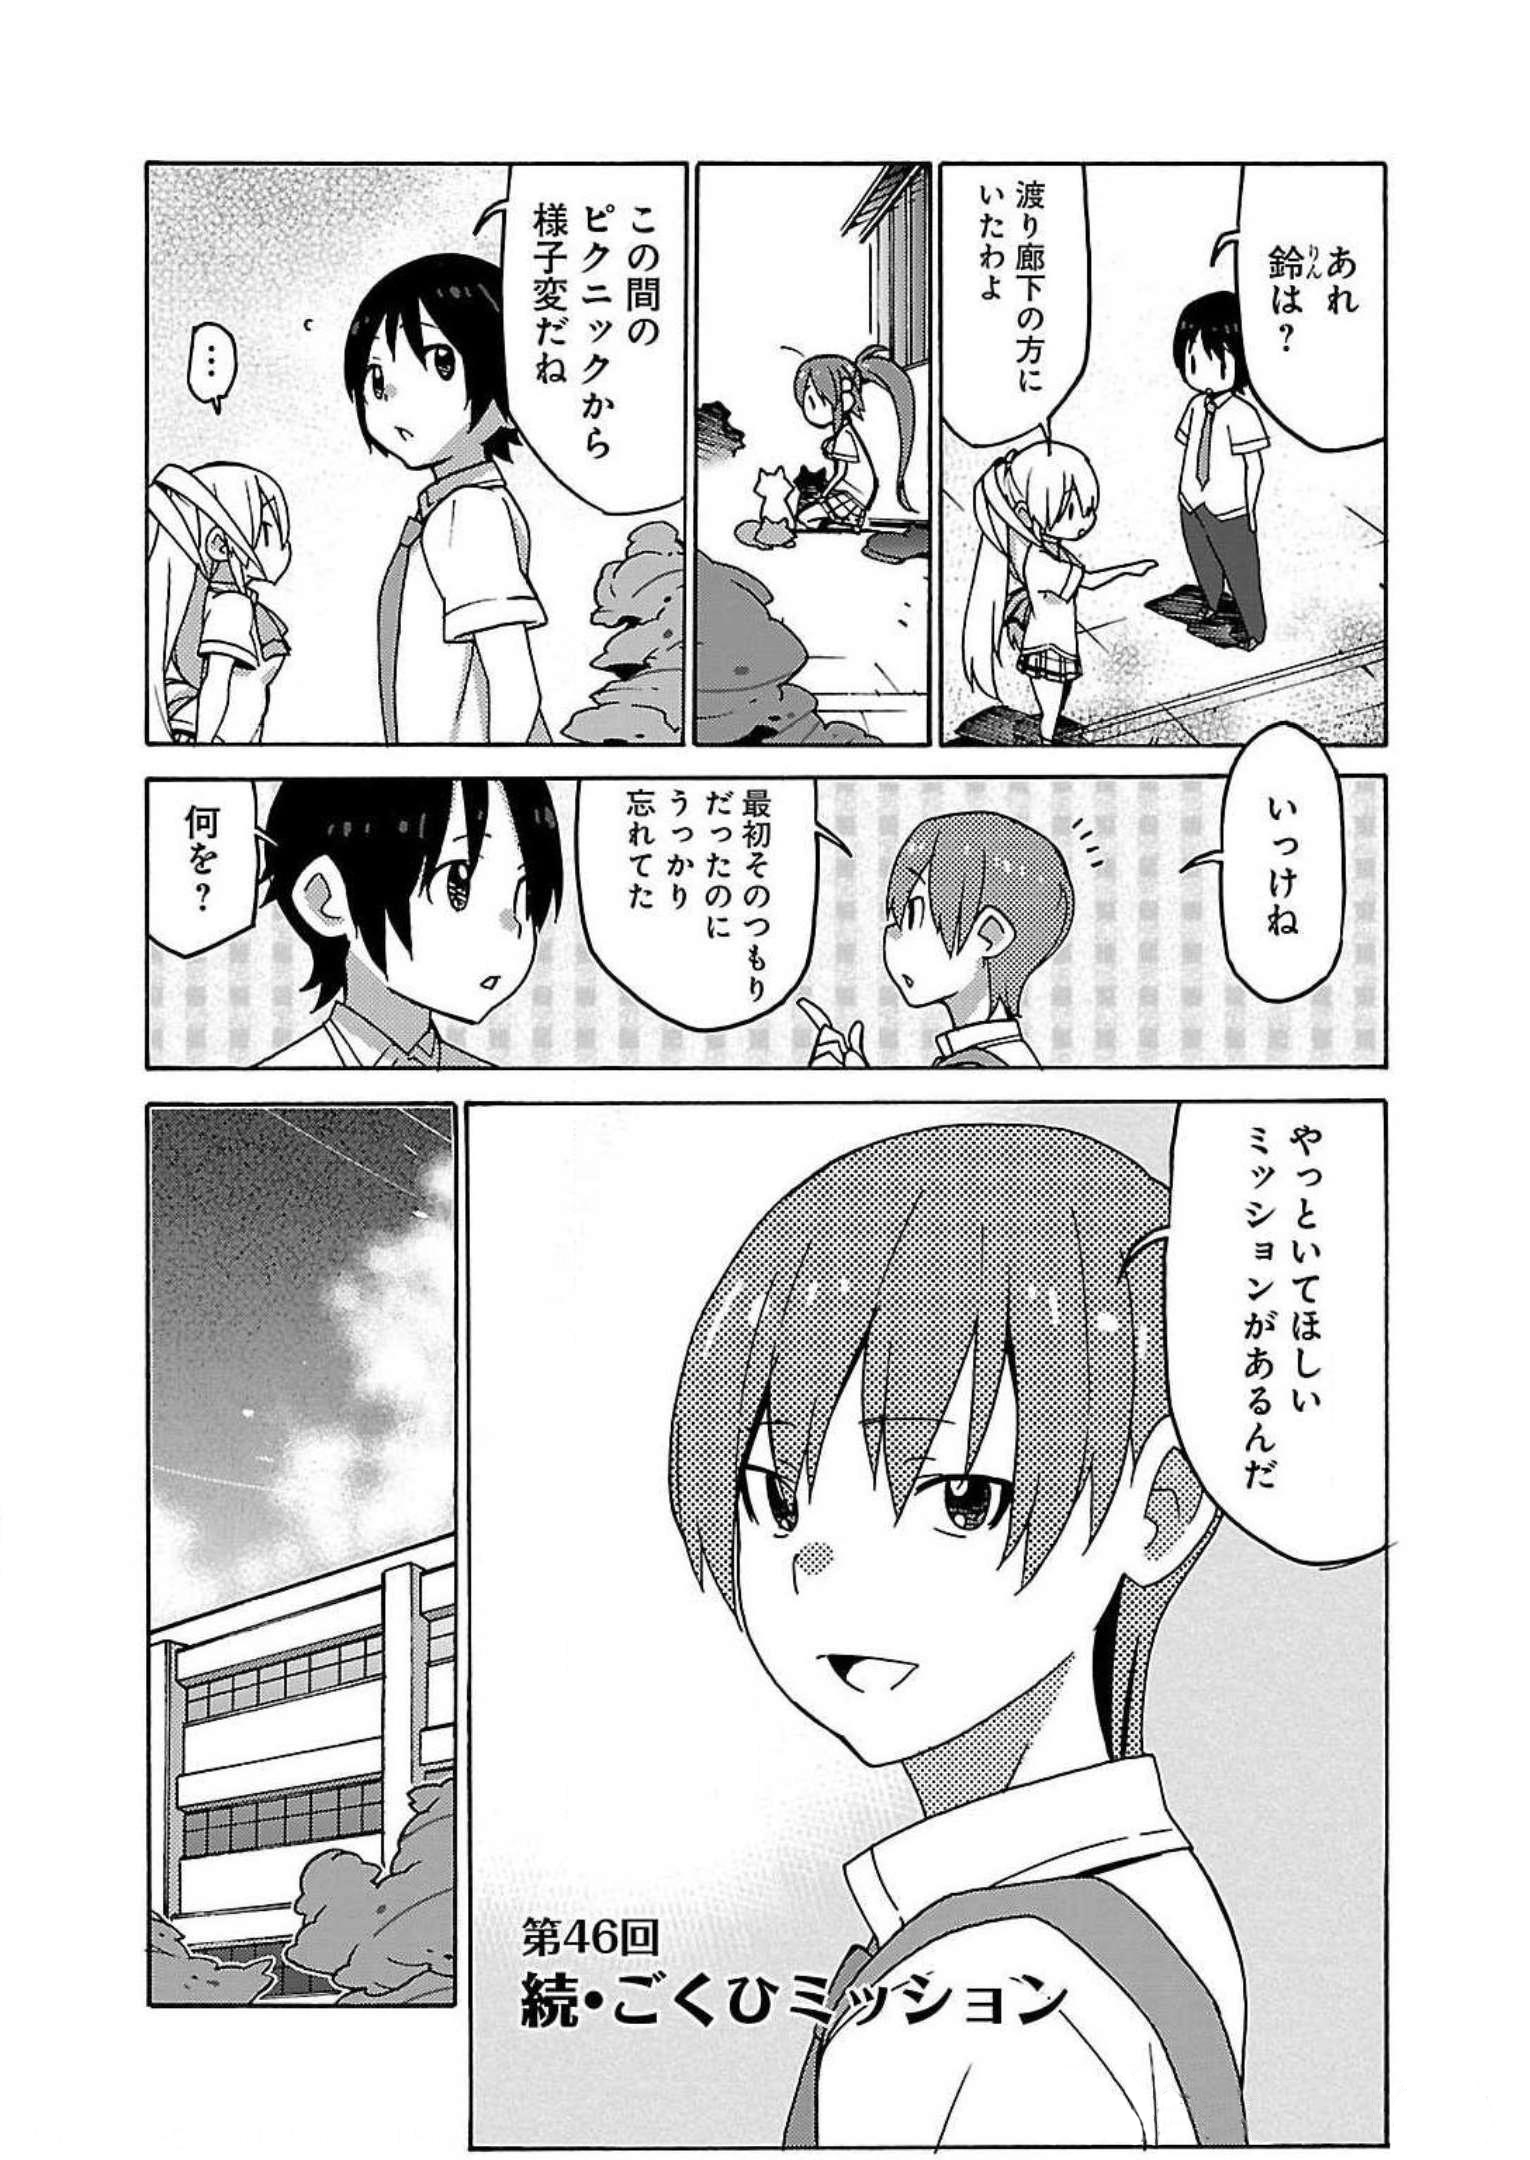 あれ
鈴は?
りん
渡り廊下の方に
いたわよ
この間の
ピクニックから
様子変だね
…
いっけね
最初そのつもり
だったのに
うっかり
忘れてた
何を?
やっといてほしい
ミッションがあるんだ
第46回
続・ごくひミッション